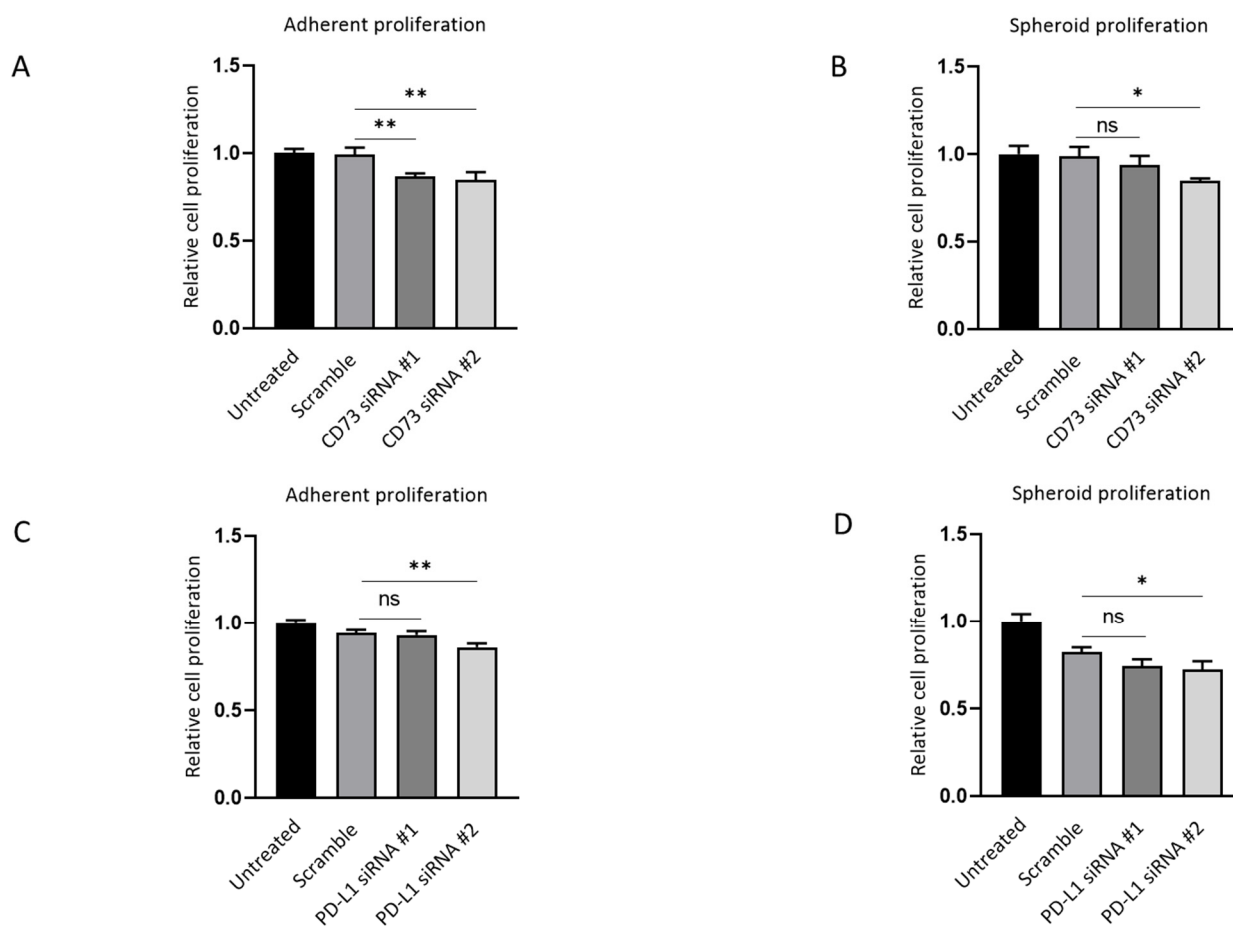 Adherent proliferation
A
Relative cell proliferation
1.5
1.0
0.5
0.0
**
**
Untreated
Scramble
CD73 siRNA #1
CD73 siRNA #2
Spheroid proliferation
B
Relative cell proliferation
1.5
1.0
0.5
0.0
*
ns
Untreated
Scramble
CD73 siRNA #1
CD73 siRNA #2
Adherent proliferation
C
Relative cell proliferation
1.5
1.0
0.5
0.0
**
ns
Untreated
Scramble
PD-L1 siRNA #1
PD-L1 siRNA #2
Spheroid proliferation
D
Relative cell proliferation
1.5
1.0
0.5
0.0
*
ns
Untreated
Scramble
PD-L1 siRNA #1
PD-L1 siRNA #2